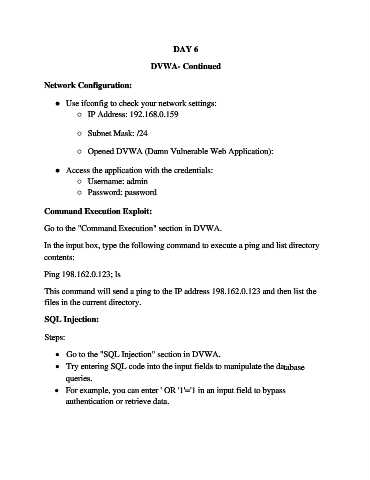 DAY 6
DVWA- Continued
Network Configuration:
● Use ifconfig to check your network settings:
○ IP Address: 192.168.0.159
○ Subnet Mask: /24
○ Opened DVWA (Damn Vulnerable Web Application):
● Access the application with the credentials:
○ Username: admin
○ Password: password
Command Execution Exploit:
Go to the "Command Execution" section in DVWA.
In the input box, type the following command to execute a ping and list directory
contents:
Ping 198.162.0.123; ls
This command will send a ping to the IP address 198.162.0.123 and then list the
files in the current directory.
SQL Injection:
Steps:
● Go to the "SQL Injection" section in DVWA.
● Try entering SQL code into the input fields to manipulate the database
queries.
● For example, you can enter ' OR '1'='1 in an input field to bypass
authentication or retrieve data.